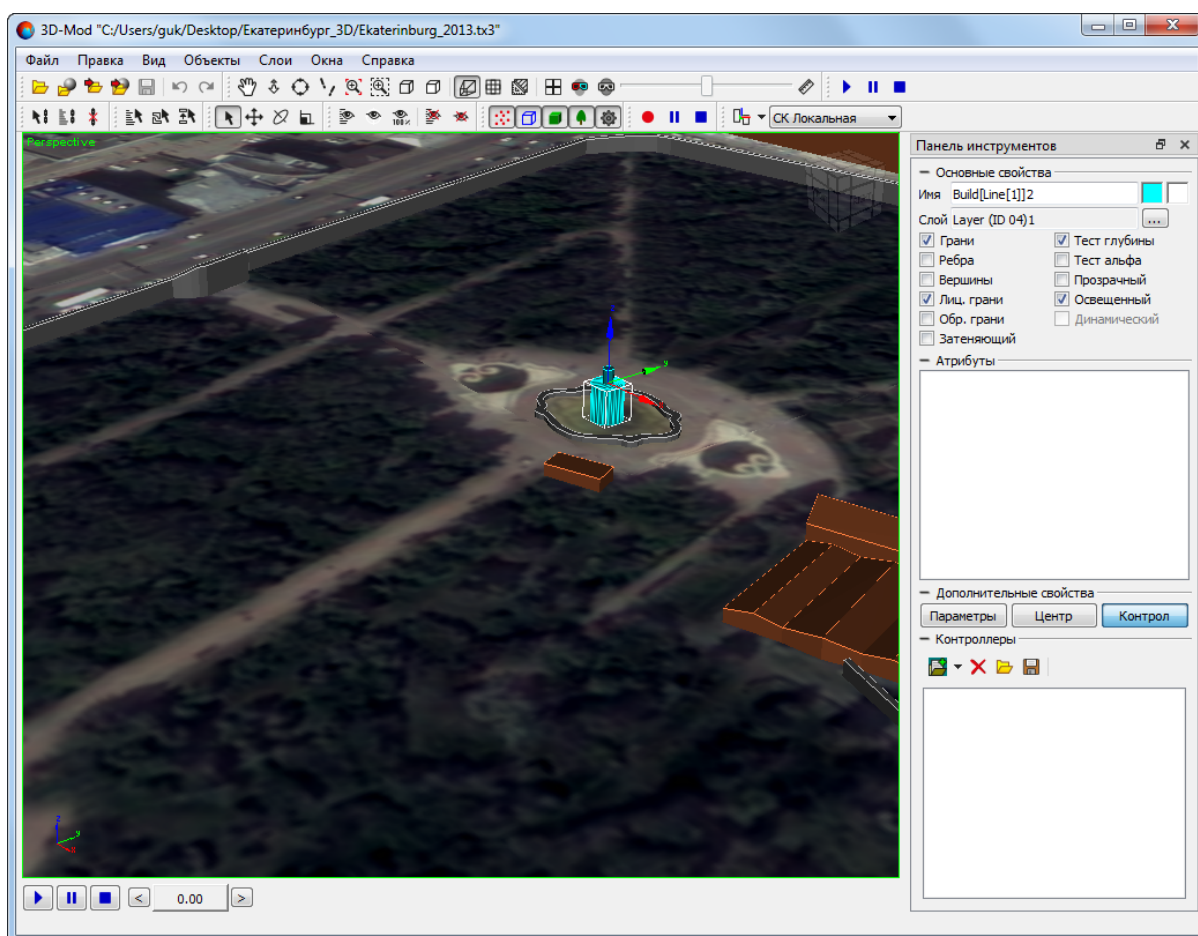 3D-Mod "C:/Users/guk/Desktop/Екатеринбург_3D/Ekaterinburg_2013.tx3"
Файл Правка Вид Объекты Слои Окна Справка
100%
СК Локальная
Perspective
Панель инструментов
Основные свойства
Имя Build[Line[1]]2
Слой Layer (ID 04)1 ...
Грани Тест глубины
Ребра Тест альфа
Вершины Прозрачный
Лиц. грани Освещенный
Обр. грани Динамический
Затеняющий
Атрибуты
Дополнительные свойства
Параметры Центр Контрол
Контроллеры
z
y
x
< 0.00 >